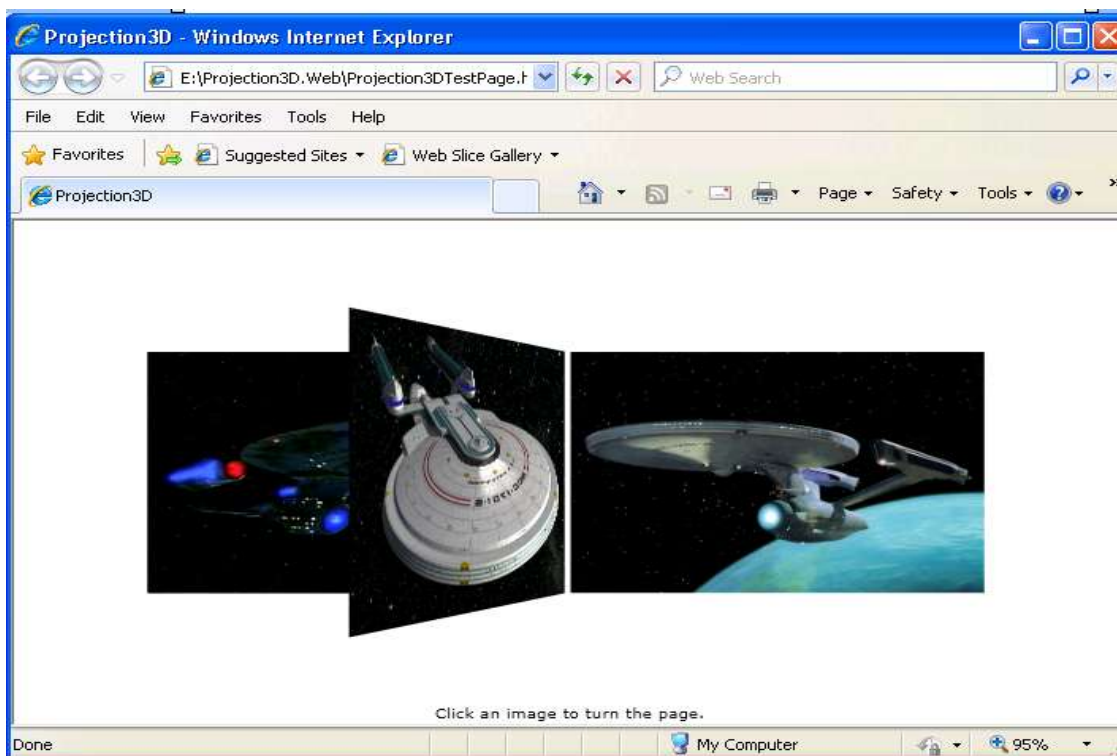 Projection3D - Windows Internet Explorer
E:\Projection3D.Web\Projection3DTestPage.h
Web Search
File Edit View Favorites Tools Help
Favorites Suggested Sites Web Slice Gallery
Projection3D Page Safety Tools
Click an image to turn the page.
Done My Computer 95%